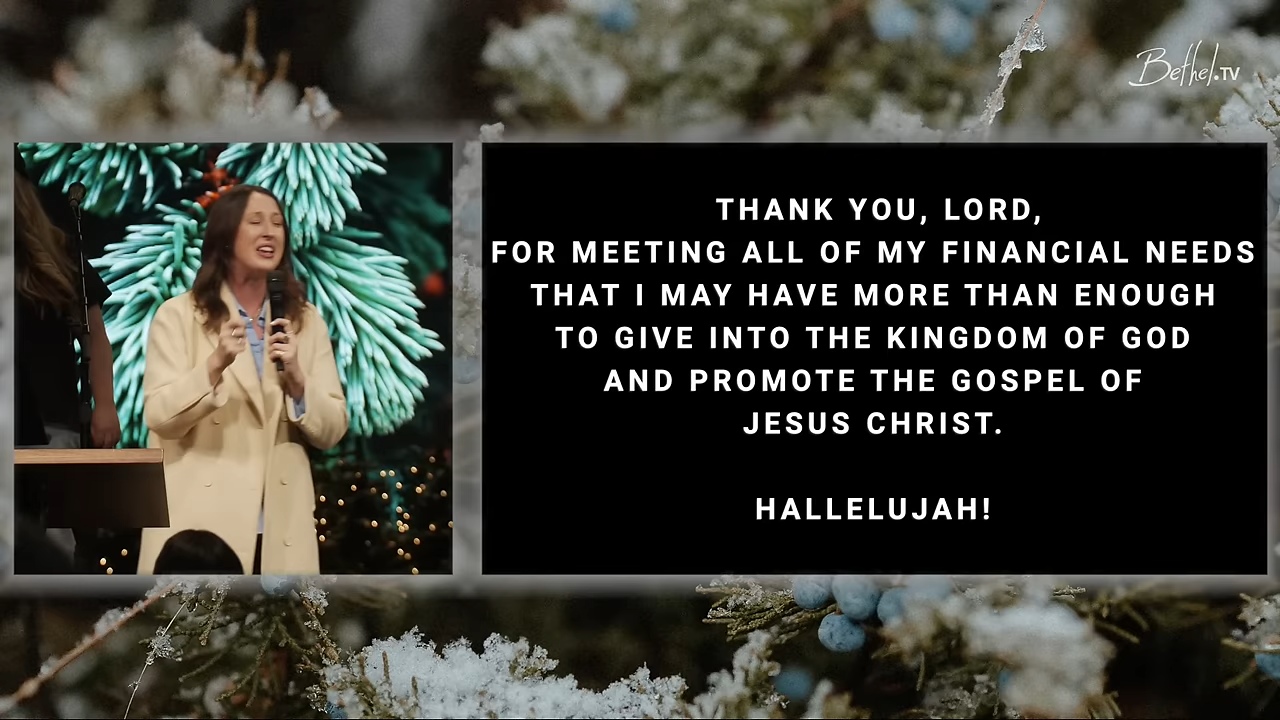 Bethel.TV
THANK YOU, LORD,
FOR MEETING ALL OF MY FINANCIAL NEEDS
THAT I MAY HAVE MORE THAN ENOUGH
TO GIVE INTO THE KINGDOM OF GOD
AND PROMOTE THE GOSPEL OF
JESUS CHRIST.
HALLELUJAH!